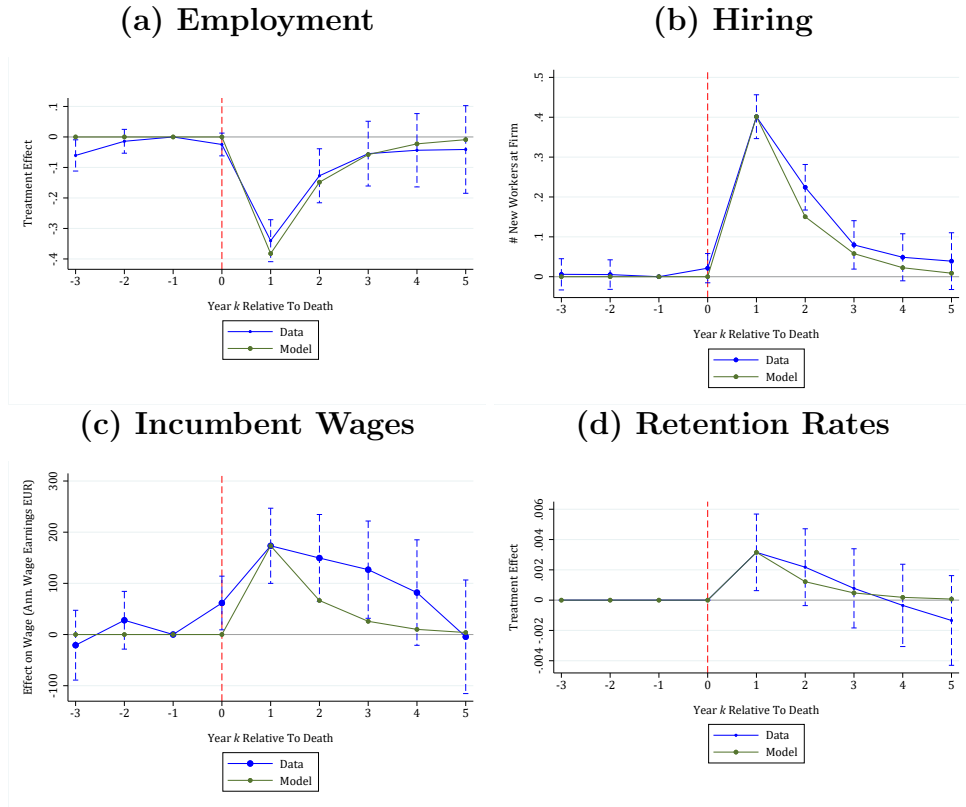 (a) Employment
Treatment Effect
.1
0
-.1
-.2
-.3
-.4
-3 -2 -1 0 1 2 3 4 5
Year k Relative To Death
Data
Model
(b) Hiring
# New Workers at Firm
.5
.4
.3
.2
.1
0
-3 -2 -1 0 1 2 3 4 5
Year k Relative To Death
Data
Model
(c) Incumbent Wages
Effect on Wage (Ann. Wage Earnings EUR)
300
200
100
0
-100
-3 -2 -1 0 1 2 3 4 5
Year k Relative To Death
Data
Model
(d) Retention Rates
Treatment Effect
.006
.004
.002
0
-.002
-.004
-3 -2 -1 0 1 2 3 4 5
Year k Relative To Death
Data
Model